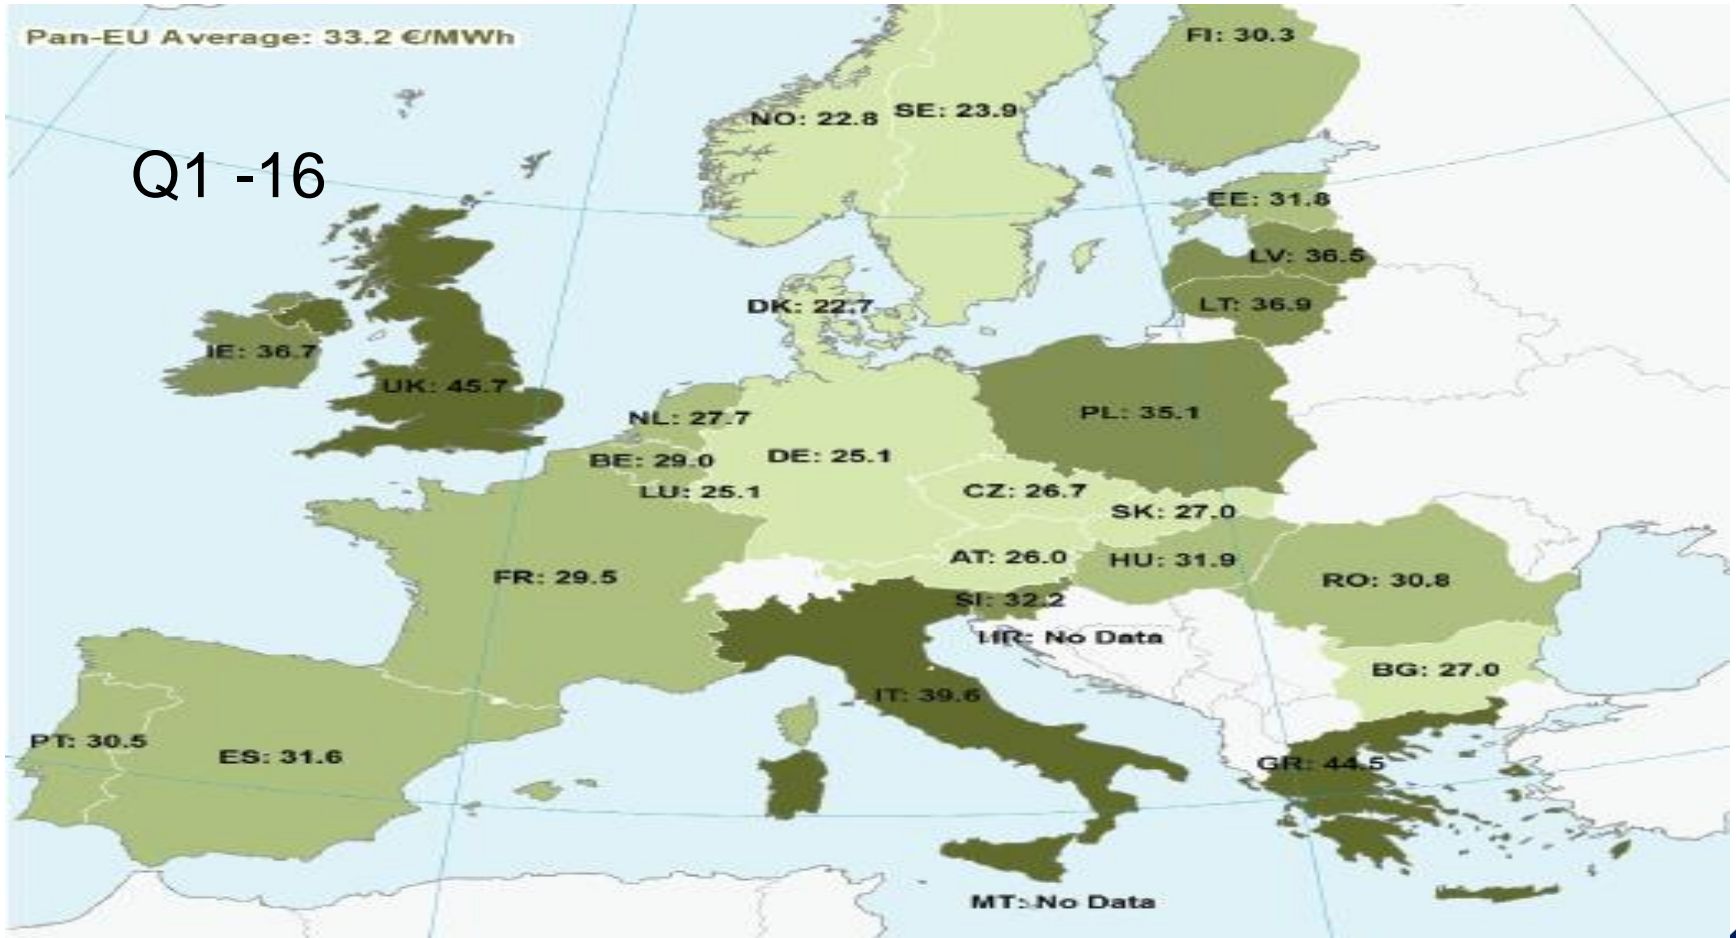 Pan-EU Average: 33.2 €/MWh
FI: 30.3
NO: 22.8
SE: 23.9
Q1 -16
EE: 31.8
LV: 36.5
LT: 36.9
DK: 22.7
IE: 36.7
UK: 45.7
NL: 27.7
PL: 35.1
BE: 29.0
DE: 25.1
LU: 25.1
CZ: 26.7
SK: 27.0
AT: 26.0
HU: 31.9
FR: 29.5
RO: 30.8
SI: 32.2
HR: No Data
BG: 27.0
IT: 39.6
PT: 30.5
ES: 31.6
GR: 44.5
MT: No Data